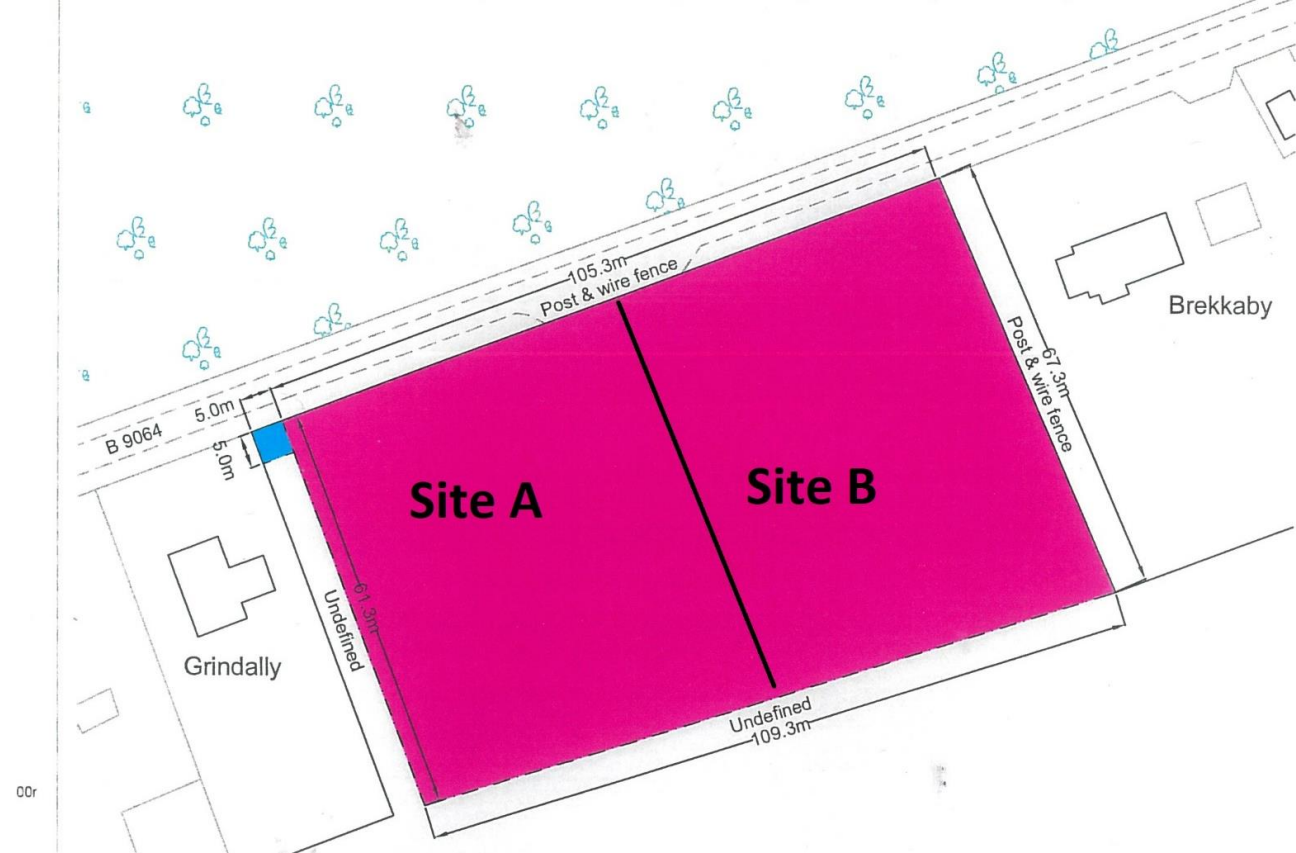 105.3m
Post & wire fence
5.0m
B 9064
5.0m
Brekkaby
67.3m
Post & wire fence
Site A
Site B
61.3m
Undefined
Grindally
Undefined
109.3m